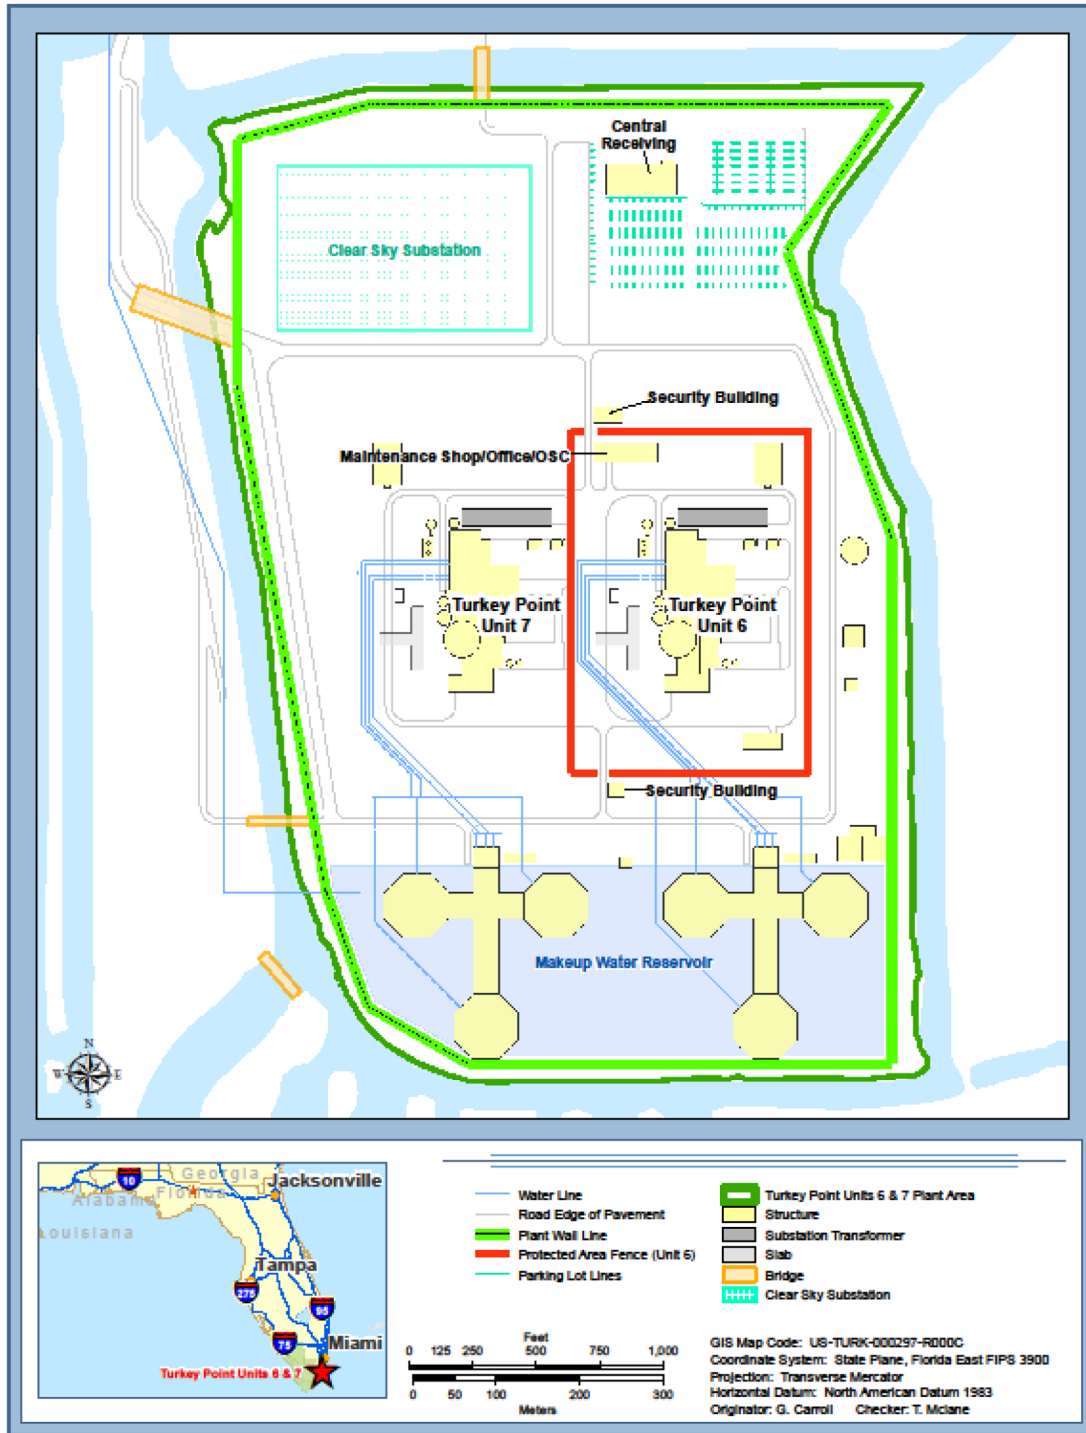 Central
Receiving
Clear Sky Substation
Security Building
Maintenance Shop/Office/OSC
Turkey Point
Unit 7
Turkey Point
Unit 6
Security Building
Makeup Water Reservoir
N
W E
S
Georgia
10
Jacksonville
Alabama
Florida
Louisiana
Tampa
275
95
75
Miami
Turkey Point Units 6 & 7
Water Line
Road Edge of Pavement
Plant Wall Line
Protected Area Fence (Unit 6)
Parking Lot Lines
Turkey Point Units 6 & 7 Plant Area
Structure
Substation Transformer
Slab
Bridge
Clear Sky Substation
Feet
0 125 250 500 750 1,000
0 50 100 200 300
Meters
GIS Map Code: US-TURK-000297-R000C
Coordinate System: State Plane, Florida East FIPS 3900
Projection: Transverse Mercator
Horizontal Datum: North American Datum 1983
Originator: G. Carroll Checker: T. Mclane